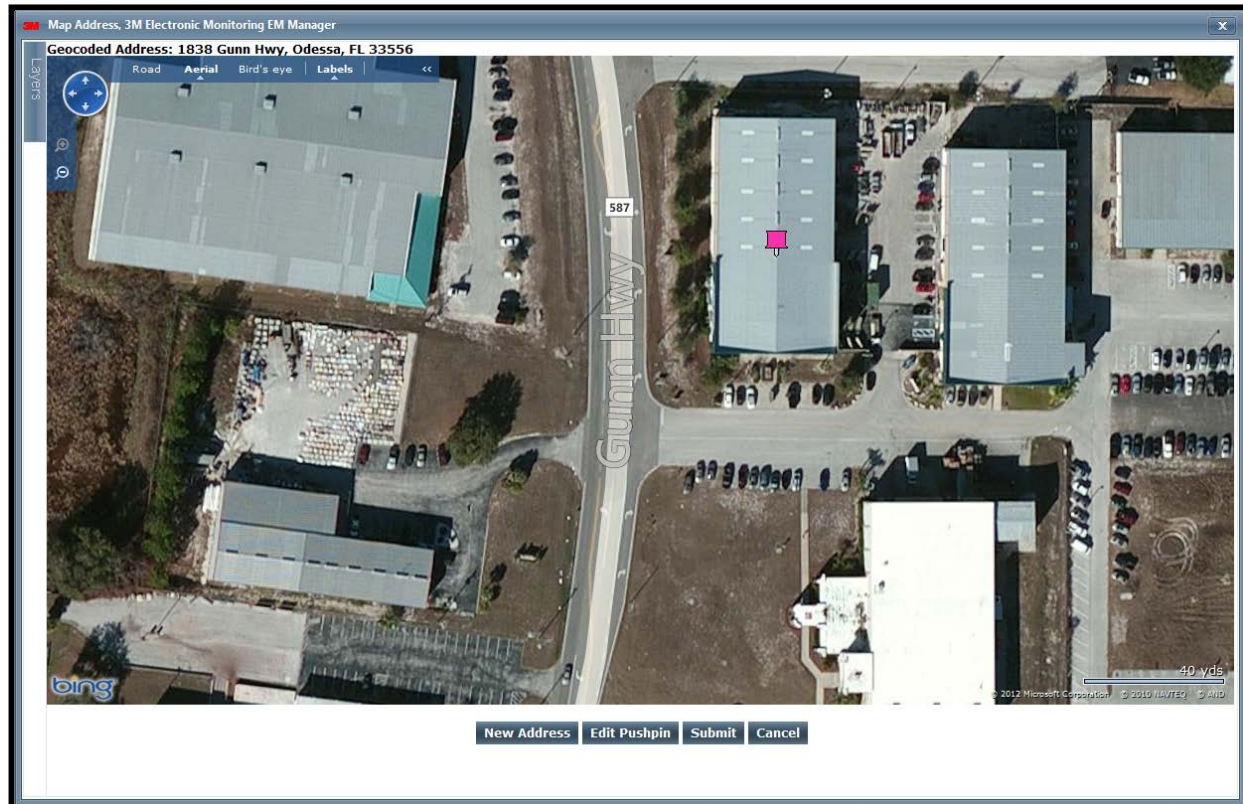 3M Map Address, 3M Electronic Monitoring EM Manager X
Geocoded Address: 1838 Gunn Hwy, Odessa, FL 33556
Layers
Road Aerial Bird's eye Labels <<
587
Gunn Hwy
40 yds
bing
© 2012 Microsoft Corporation © 2010 NAVTEQ © AND
New Address Edit Pushpin Submit Cancel